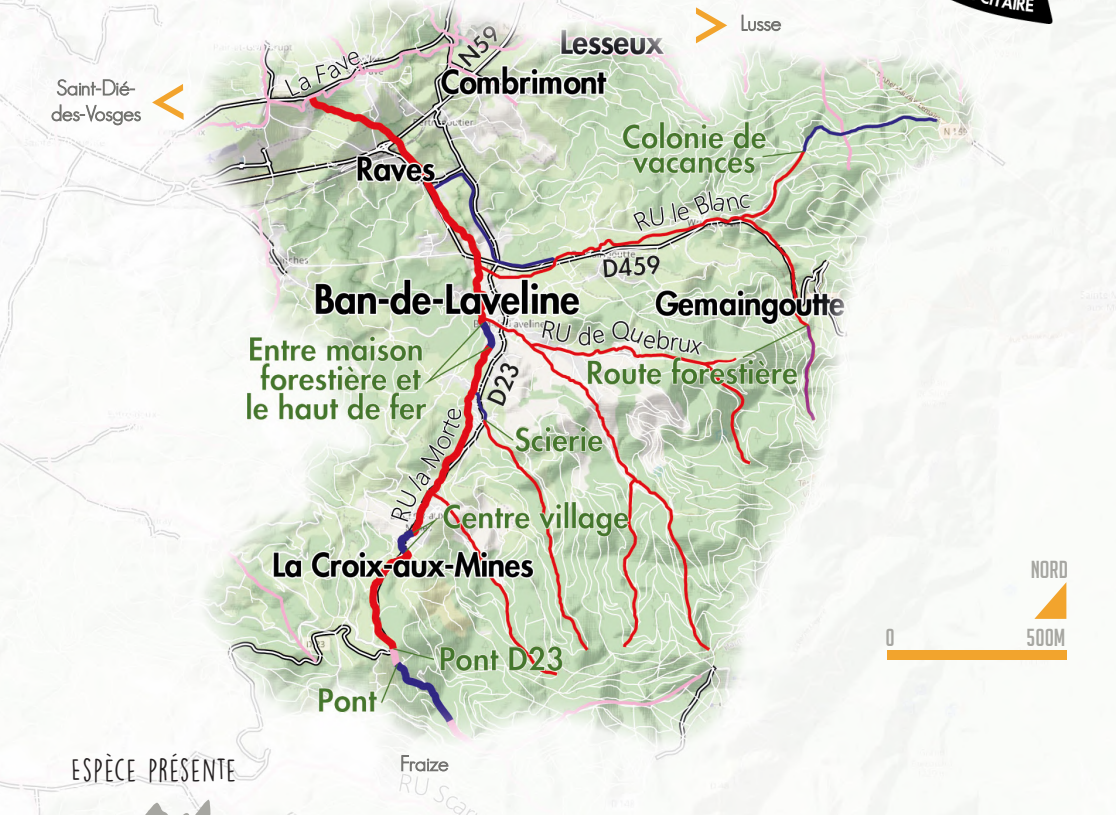 CITAIRE
Lusse
Lesseux
N59
La Fave
Combrimont
Saint-Dié-
des-Vosges
Colonie de
vacances
N 159
Raves
RU le Blanc
D459
Ban-de-Laveline
Gemaingoutte
RU de Quebrux
Entre maison
forestière et
le haut de fer
Route forestière
D23
Scierie
RU la Morte
Centre village
La Croix-aux-Mines
NORD
0 500M
Pont D23
Pont
Fraize
ESPÈCE PRÉSENTE